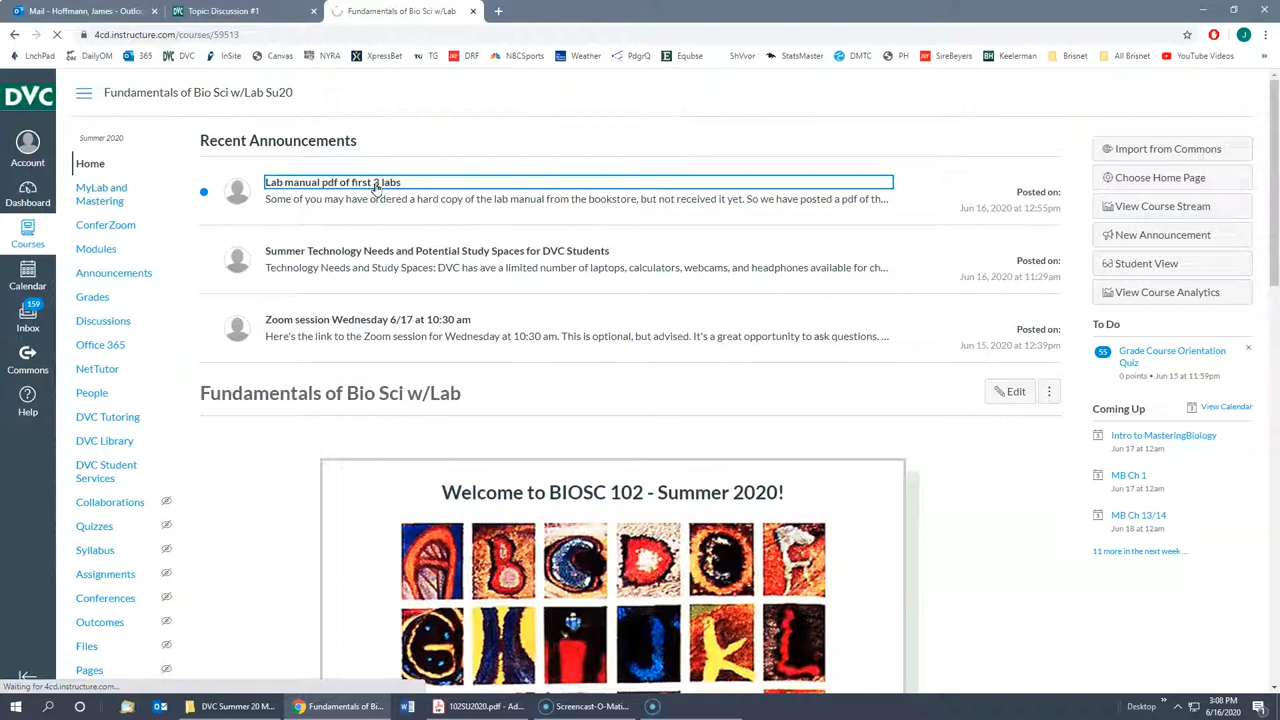 Mail – Hoffman, James - Outloo
Topic: Discussion #1
Fundamentals of Bio Sci w/Lab
4cd.instructure.com/courses/59513
J
LnchPad
DailyOM
365
DVC
InSite
Canvas
NYRA
XpressBet
TG
DRF
NBCSports
Weather
PdgrQ
Equbse
ShVvor
StatsMaster
DMTC
PH
SireBeyers
Keelerman
Brisnet
All Brisnet
YouTube Videos
DVC
Account
Dashboard
Courses
Calendar
159
Inbox
Commons
Help
Fundamentals of Bio Sci w/Lab Su20
Summer 2020
Home
MyLab and
Mastering
ConferZoom
Modules
Announcements
Grades
Discussions
Office 365
NetTutor
People
DVC Tutoring
DVC Library
DVC Student
Services
Collaborations
Quizzes
Syllabus
Assignments
Conferences
Outcomes
Files
Pages
Recent Announcements
Lab manual pdf of first labs
Some of you may have ordered a hard copy of the lab manual from the bookstore, but not received it yet. So we have posted a pdf of th...
Posted on:
Jun 16, 2020 at 12:55pm
Summer Technology Needs and Potential Study Spaces for DVC Students
Technology Needs and Study Spaces: DVC has ave a limited number of laptops, calculators, webcams, and headphones available for ch...
Posted on:
Jun 16, 2020 at 11:29am
Zoom session Wednesday 6/17 at 10:30 am
Here's the link to the Zoom session for Wednesday at 10:30 am. This is optional, but advised. It's a great opportunity to ask questions. ...
Posted on:
Jun 15, 2020 at 12:39pm
Fundamentals of Bio Sci w/Lab
Edit
Welcome to BIOSC 102 - Summer 2020!
A B C D E F
G H I J K L
Import from Commons
Choose Home Page
View Course Stream
New Announcement
Student View
View Course Analytics
To Do
55
Grade Course Orientation
Quiz
0 points • Jun 15 at 11:59pm
Coming Up
View Calendar
Intro to MasteringBiology
Jun 17 at 12am
MB Ch 1
Jun 17 at 12am
MB Ch 13/14
Jun 18 at 12am
11 more in the next week ...
Waiting for 4cd.instructure.com...
DVC Summer 20 M...
Fundamentals of Bi...
102SU2020.pdf - Ad...
Screencast-O-Mati...
Desktop
3:08 PM
6/16/2020